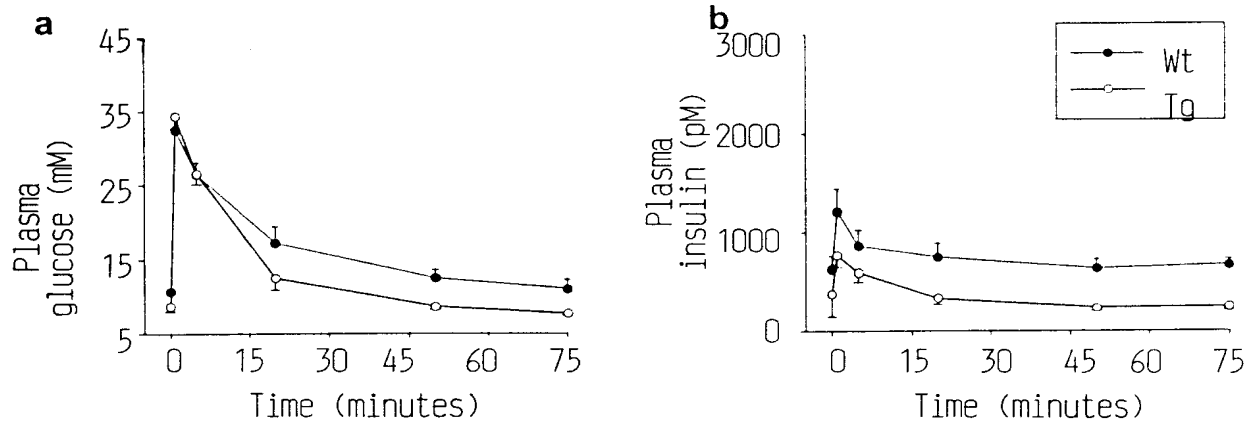 a
Plasma
glucose (mM)
45
35
25
15
5
0 15 30 45 60 75
Time (minutes)
b
Plasma
insulin (pM)
3000
2000
1000
0
0 15 30 45 60 75
Time (minutes)
Wt
Tg